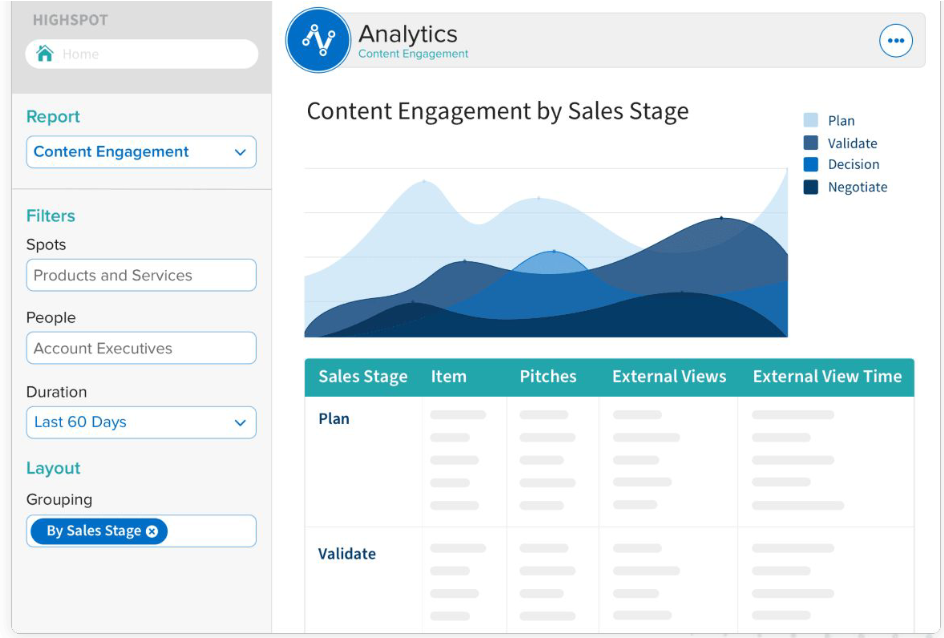 HIGHSPOT
Home
Report
Content Engagement
Filters
Spots
Products and Services
People
Account Executives
Duration
Last 60 Days
Layout
Grouping
By Sales Stage
Analytics
Content Engagement
Content Engagement by Sales Stage
Plan
Validate
Decision
Negotiate
Sales Stage Item Pitches External Views External View Time
Plan
Validate